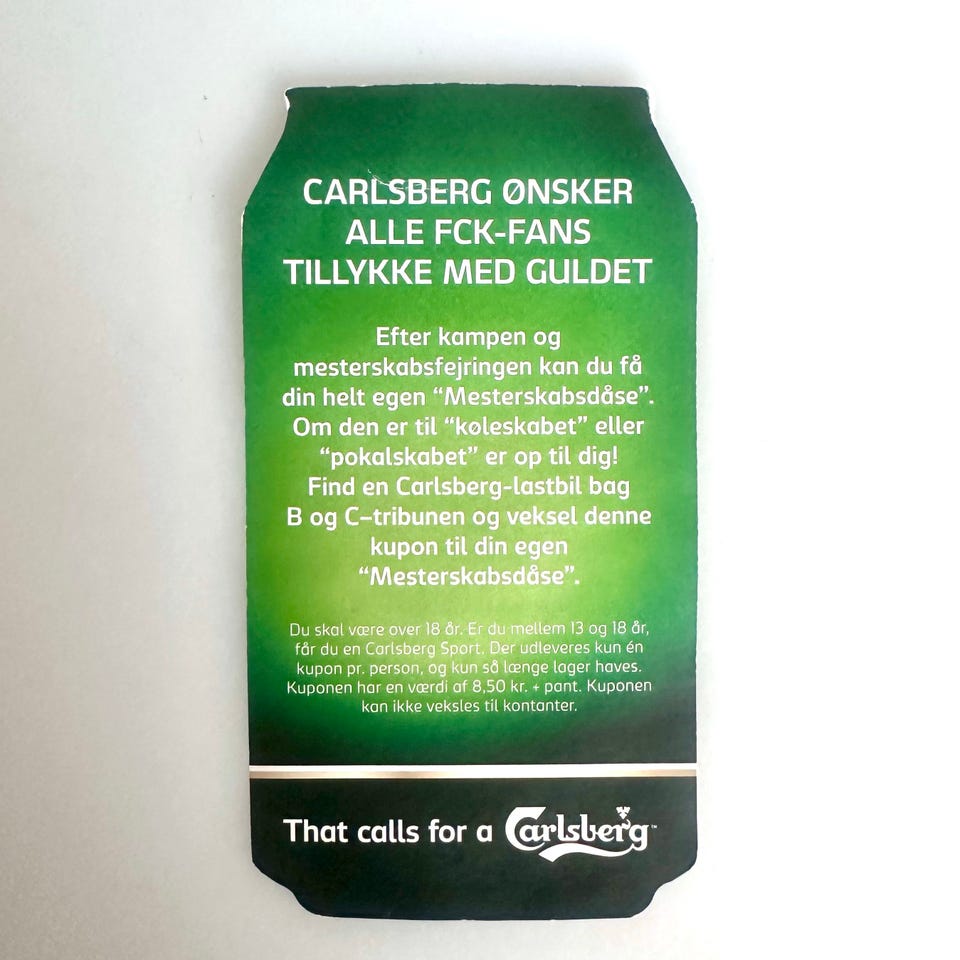 CARLSBERG ØNSKER
ALLE FCK-FANS
TILLYKKE MED GULDET
Efter kampen og
mesterskabsfejringen kan du få
din helt egen “Mesterskabsdåse”.
Om den er til “køleskabet” eller
“pokalskabet” er op til dig!
Find en Carlsberg-lastbil bag
B og C-tribunen og veksel denne
kupon til din egen
“Mesterskabsdåse”.
Du skal være over 18 år. Er du mellem 13 og 18 år,
får du en Carlsberg Sport. Der udleveres kun én
kupon pr. person, og kun så længe lager haves.
Kuponen har en værdi af 8,50 kr. + pant. Kuponen
kan ikke veksles til kontanter.
That calls for a Carlsberg™